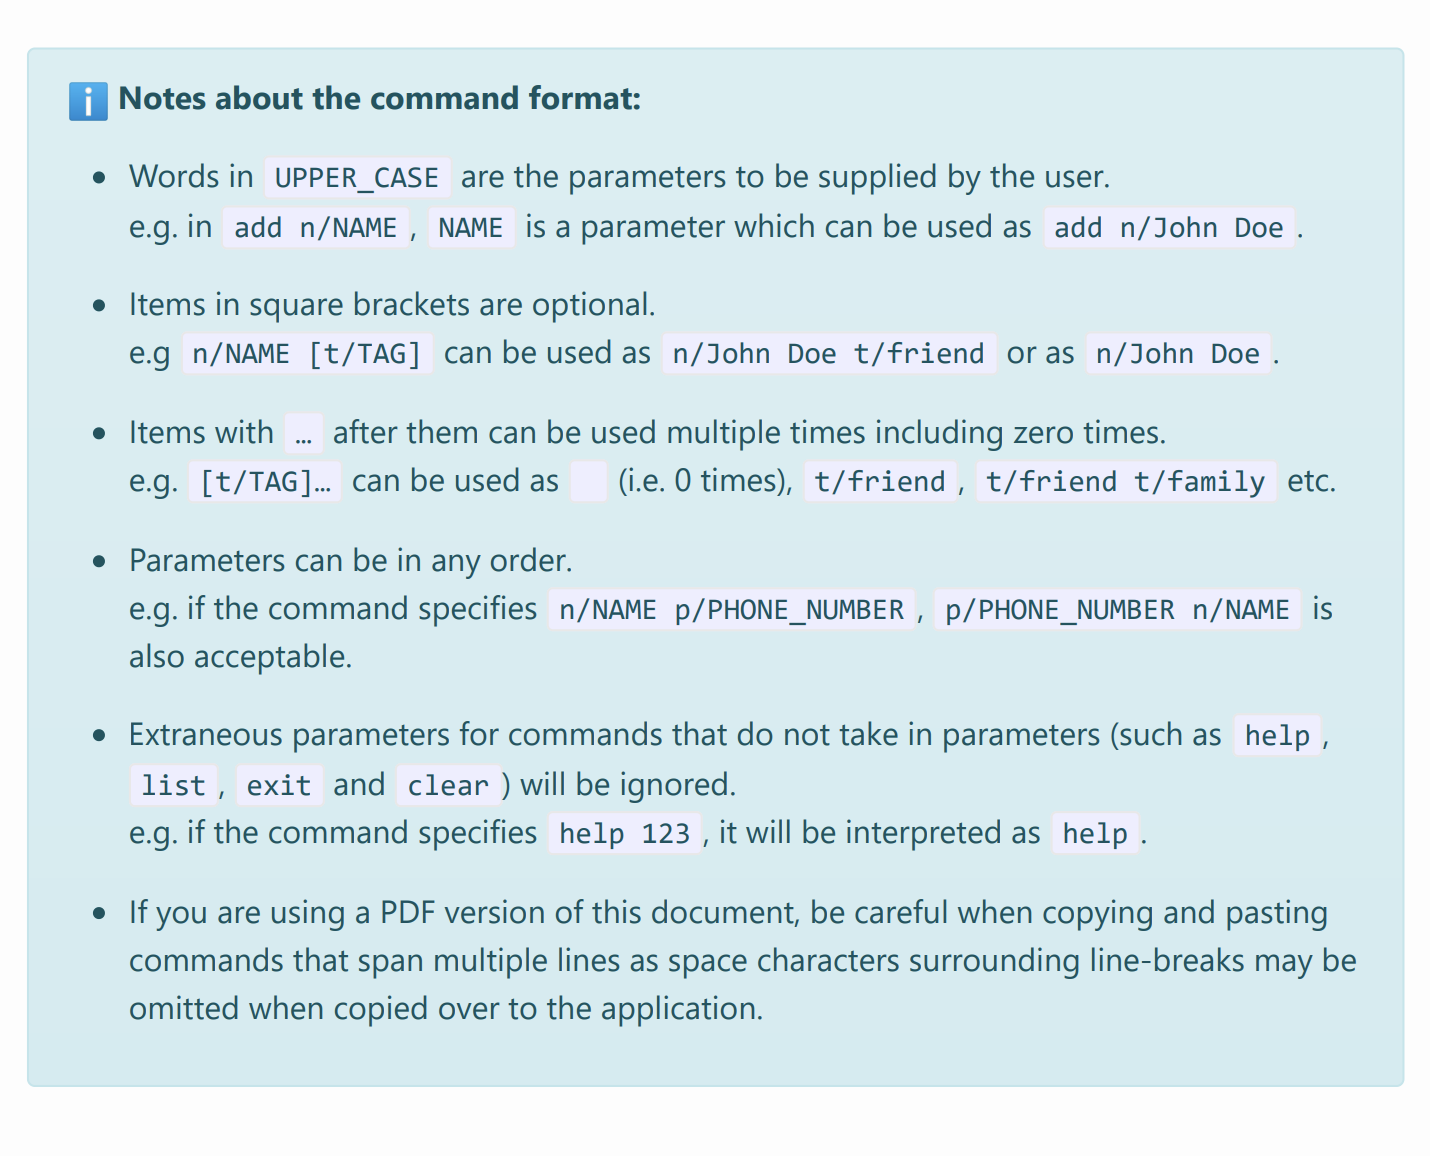 ℹ️ Notes about the command format:
• Words in UPPER_CASE are the parameters to be supplied by the user.
e.g. in add n/NAME, NAME is a parameter which can be used as add n/John Doe.
• Items in square brackets are optional.
e.g n/NAME [t/TAG] can be used as n/John Doe t/friend or as n/John Doe.
• Items with … after them can be used multiple times including zero times.
e.g. [t/TAG]… can be used as   (i.e. 0 times), t/friend, t/friend t/family etc.
• Parameters can be in any order.
e.g. if the command specifies n/NAME p/PHONE_NUMBER, p/PHONE_NUMBER n/NAME is
also acceptable.
• Extraneous parameters for commands that do not take in parameters (such as help,
list, exit and clear) will be ignored.
e.g. if the command specifies help 123, it will be interpreted as help.
• If you are using a PDF version of this document, be careful when copying and pasting
commands that span multiple lines as space characters surrounding line-breaks may be
omitted when copied over to the application.